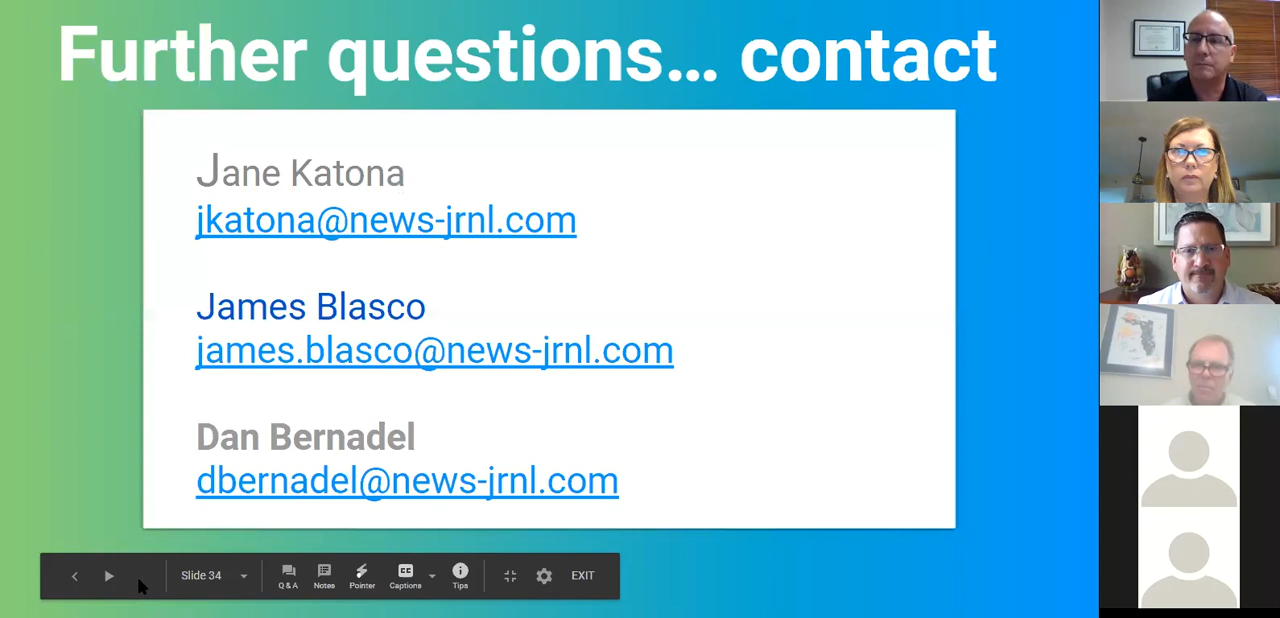 Further questions... contact
Jane Katona
jkatona@news-jrnl.com
James Blasco
james.blasco@news-jrnl.com
Dan Bernadel
dbernadel@news-jrnl.com
Slide 34
Q & A
Notes
Pointer
CC
Captions
Tips
EXIT